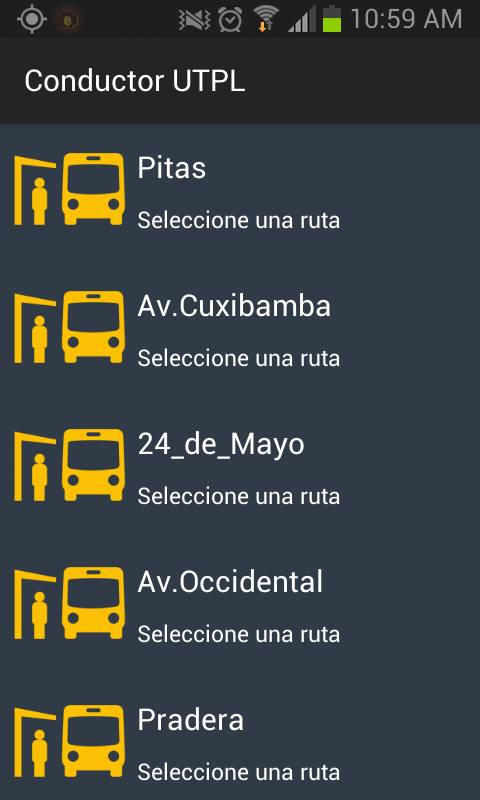 10:59 AM
Conductor UTPL
Pitas
Seleccione una ruta
Av.Cuxibamba
Seleccione una ruta
24_de_Mayo
Seleccione una ruta
Av.Occidental
Seleccione una ruta
Pradera
Seleccione una ruta